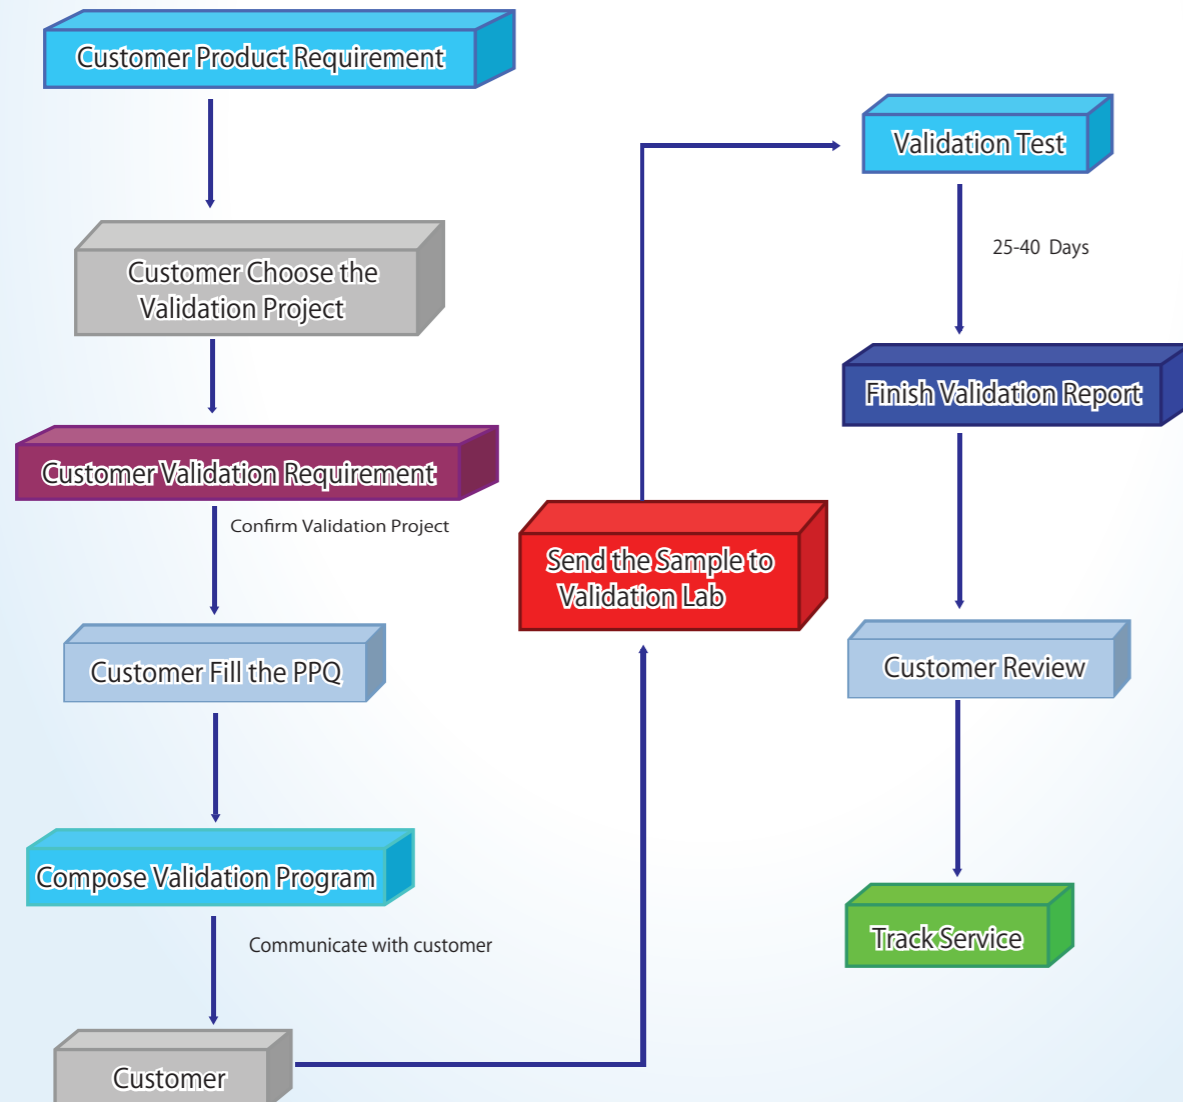 Customer Product Requirement
Customer Choose the
Validation Project
Customer Validation Requirement
Confirm Validation Project
Customer Fill the PPQ
Compose Validation Program
Communicate with customer
Customer
Send the Sample to
Validation Lab
Validation Test
25-40 Days
Finish Validation Report
Customer Review
Track Service